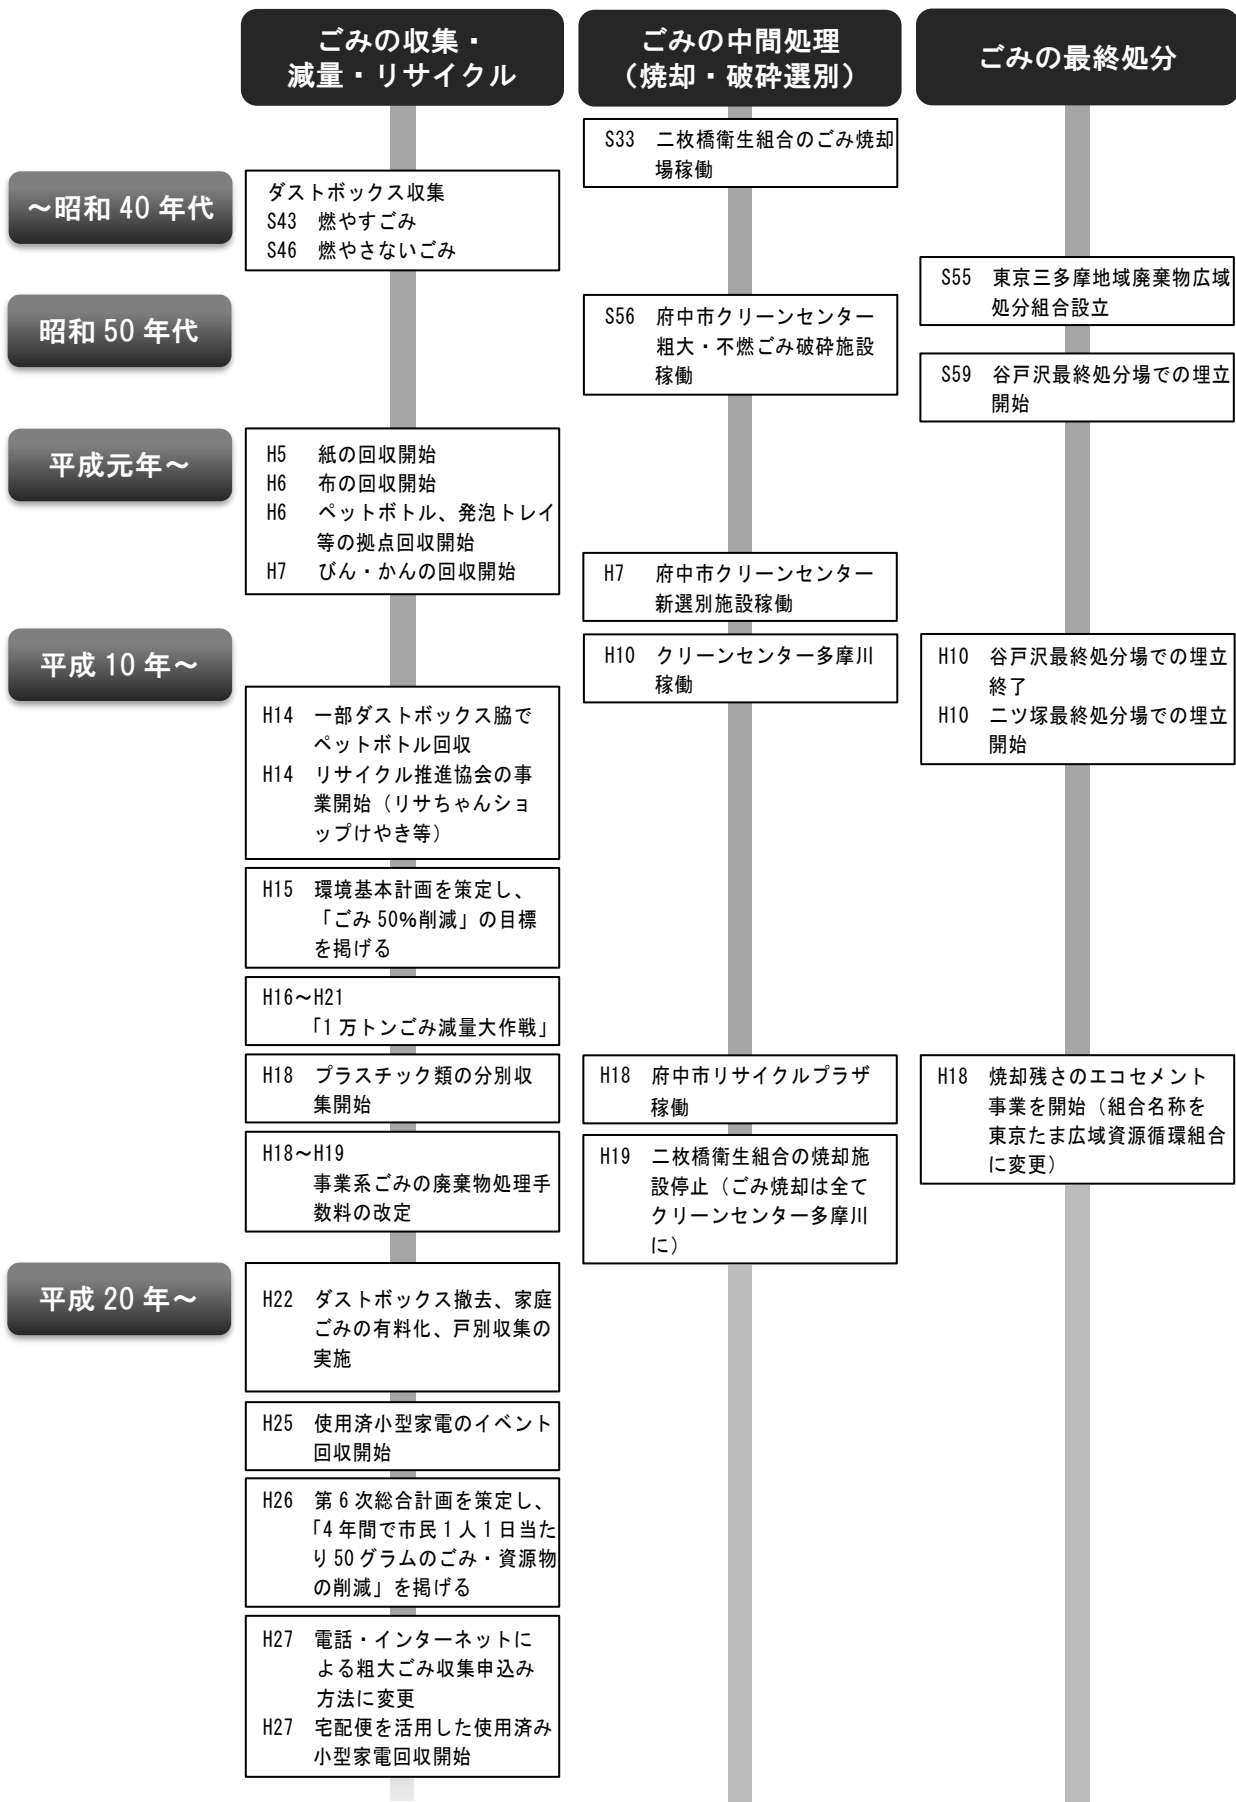 ごみの収集・
減量・リサイクル
ごみの中間処理
（焼却・破砕選別）
ごみの最終処分
～昭和 40 年代
ダストボックス収集
S43　燃やすごみ
S46　燃やさないごみ
S33　二枚橋衛生組合のごみ焼却
場稼働
昭和 50 年代
S56　府中市クリーンセンター
粗大・不燃ごみ破砕施設
稼働
S55　東京三多摩地域廃棄物広域
処分組合設立
S59　谷戸沢最終処分場での埋立
開始
平成元年～
H5　紙の回収開始
H6　布の回収開始
H6　ペットボトル、発泡トレイ
等の拠点回収開始
H7　びん・かんの回収開始
H7　府中市クリーンセンター
新選別施設稼働
平成 10 年～
H14　一部ダストボックス脇で
ペットボトル回収
H14　リサイクル推進協会の事
業開始（リサちゃんショ
ップけやき等）
H15　環境基本計画を策定し、
「ごみ 50％削減」の目標
を掲げる
H16～H21
「1 万トンごみ減量大作戦」
H18　プラスチック類の分別収
集開始
H18～H19
事業系ごみの廃棄物処理手
数料の改定
H10　クリーンセンター多摩川
稼働
H18　府中市リサイクルプラザ
稼働
H19　二枚橋衛生組合の焼却施
設停止（ごみ焼却は全て
クリーンセンター多摩川
に）
H10　谷戸沢最終処分場での埋立
終了
H10　二ツ塚最終処分場での埋立
開始
H18　焼却残さのエコセメント
事業を開始（組合名称を
東京たま広域資源循環組合
に変更）
平成 20 年～
H22　ダストボックス撤去、家庭
ごみの有料化、戸別収集の
実施
H25　使用済小型家電のイベント
回収開始
H26　第 6 次総合計画を策定し、
「4 年間で市民 1 人 1 日当た
り 50 グラムのごみ・資源物
の削減」を掲げる
H27　電話・インターネットに
よる粗大ごみ収集申込み
方法に変更
H27　宅配便を活用した使用済み
小型家電回収開始